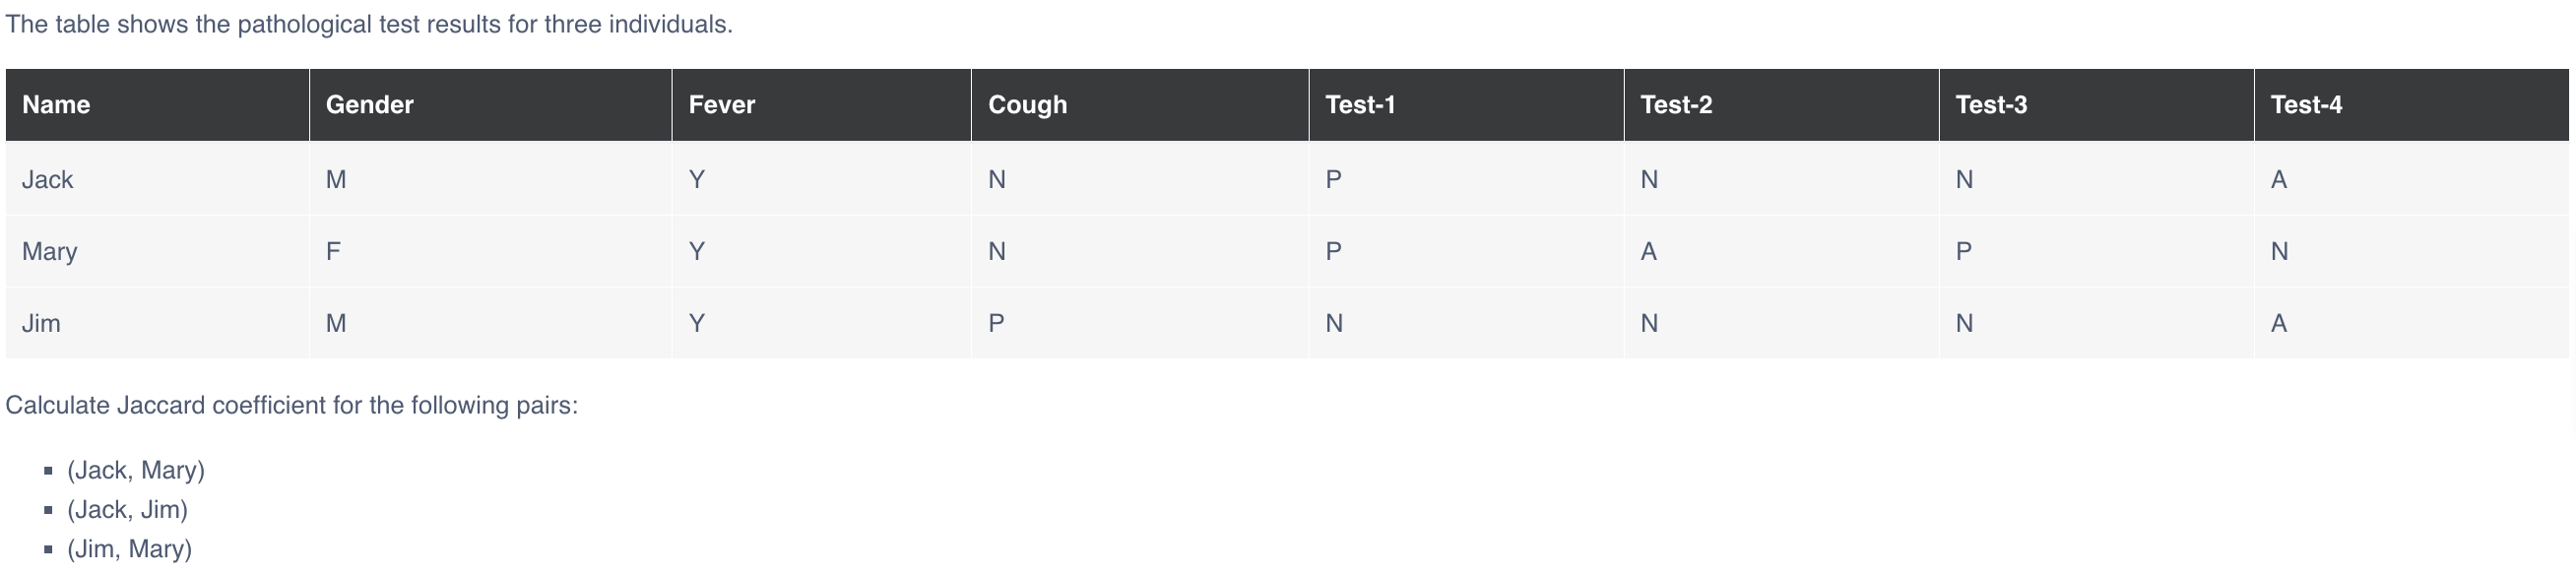 The table shows the pathological test results for three individuals.
Name Gender Fever Cough Test-1 Test-2 Test-3 Test-4
Jack M Y N P N N A
Mary F Y N P A P N
Jim M Y P N N N A
Calculate Jaccard coefficient for the following pairs:
▪ (Jack, Mary)
▪ (Jack, Jim)
▪ (Jim, Mary)